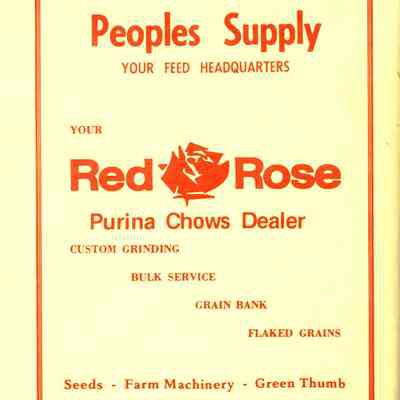 Peoples Supply
YOUR FEED HEADQUARTERS
YOUR
Red Rose
Purina Chows Dealer
CUSTOM GRINDING
BULK SERVICE
GRAIN BANK
FLAKED GRAINS
Seeds - Farm Machinery - Green Thumb